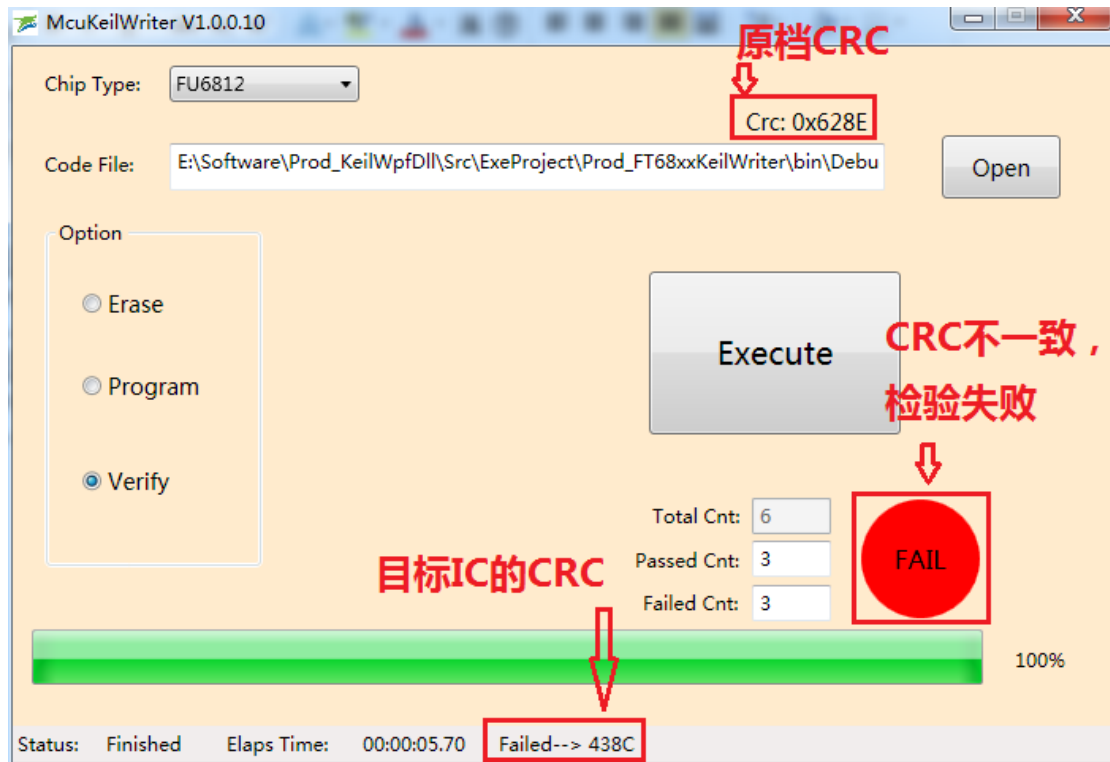 McuKeilWriter V1.0.0.10
原档CRC
Chip Type: FU6812
Crc: 0x628E
Code File: E:\Software\Prod_KeilWpfDll\Src\ExeProject\Prod_FT68xxKeilWriter\bin\Debu
Open
Option
Erase
Program
Verify
Execute
CRC不一致，
检验失败
Total Cnt: 6
Passed Cnt: 3
Failed Cnt: 3
FAIL
目标IC的CRC
100%
Status: Finished Elaps Time: 00:00:05.70 Failed--> 438C